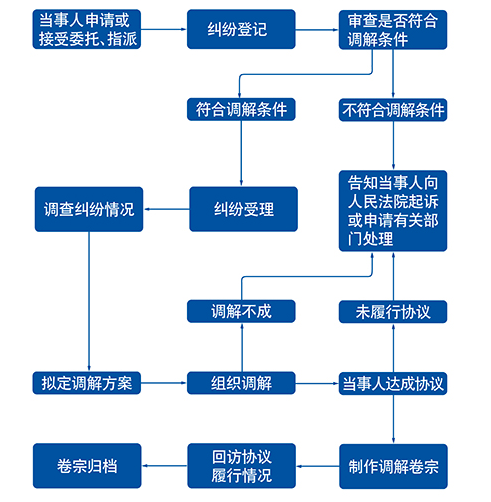 当事人申请或
接受委托、指派
纠纷登记
审查是否符合
调解条件
符合调解条件
不符合调解条件
调查纠纷情况
纠纷受理
告知当事人向
人民法院起诉
或申请有关部
门处理
调解不成
未履行协议
拟定调解方案
组织调解
当事人达成协议
卷宗归档
回访协议
履行情况
制作调解卷宗